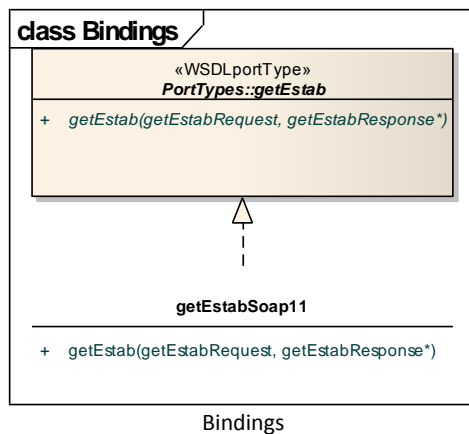 class Bindings
«WSDLportType»
PortTypes::getEstab
+ getEstab(getEstabRequest, getEstabResponse*)
getEstabSoap11
+ getEstab(getEstabRequest, getEstabResponse*)
Bindings